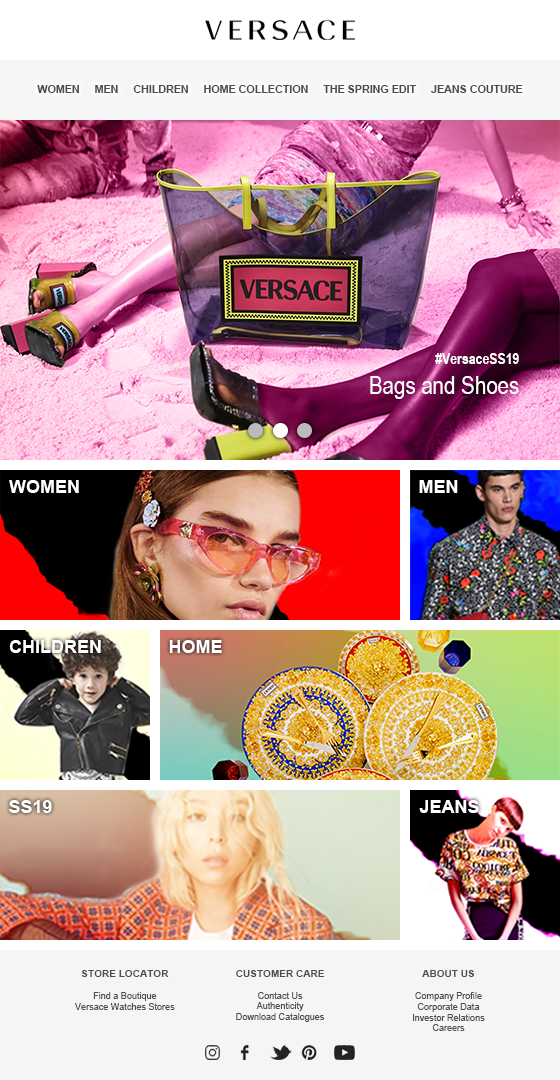 VERSACE
WOMEN MEN CHILDREN HOME COLLECTION THE SPRING EDIT JEANS COUTURE
VERSACE
#VersaceSS19
Bags and Shoes
WOMEN
MEN
CHILDREN
HOME
SS19
JEANS
STORE LOCATOR
Find a Boutique
Versace Watches Stores
CUSTOMER CARE
Contact Us
Authenticity
Download Catalogues
ABOUT US
Company Profile
Corporate Data
Investor Relations
Careers